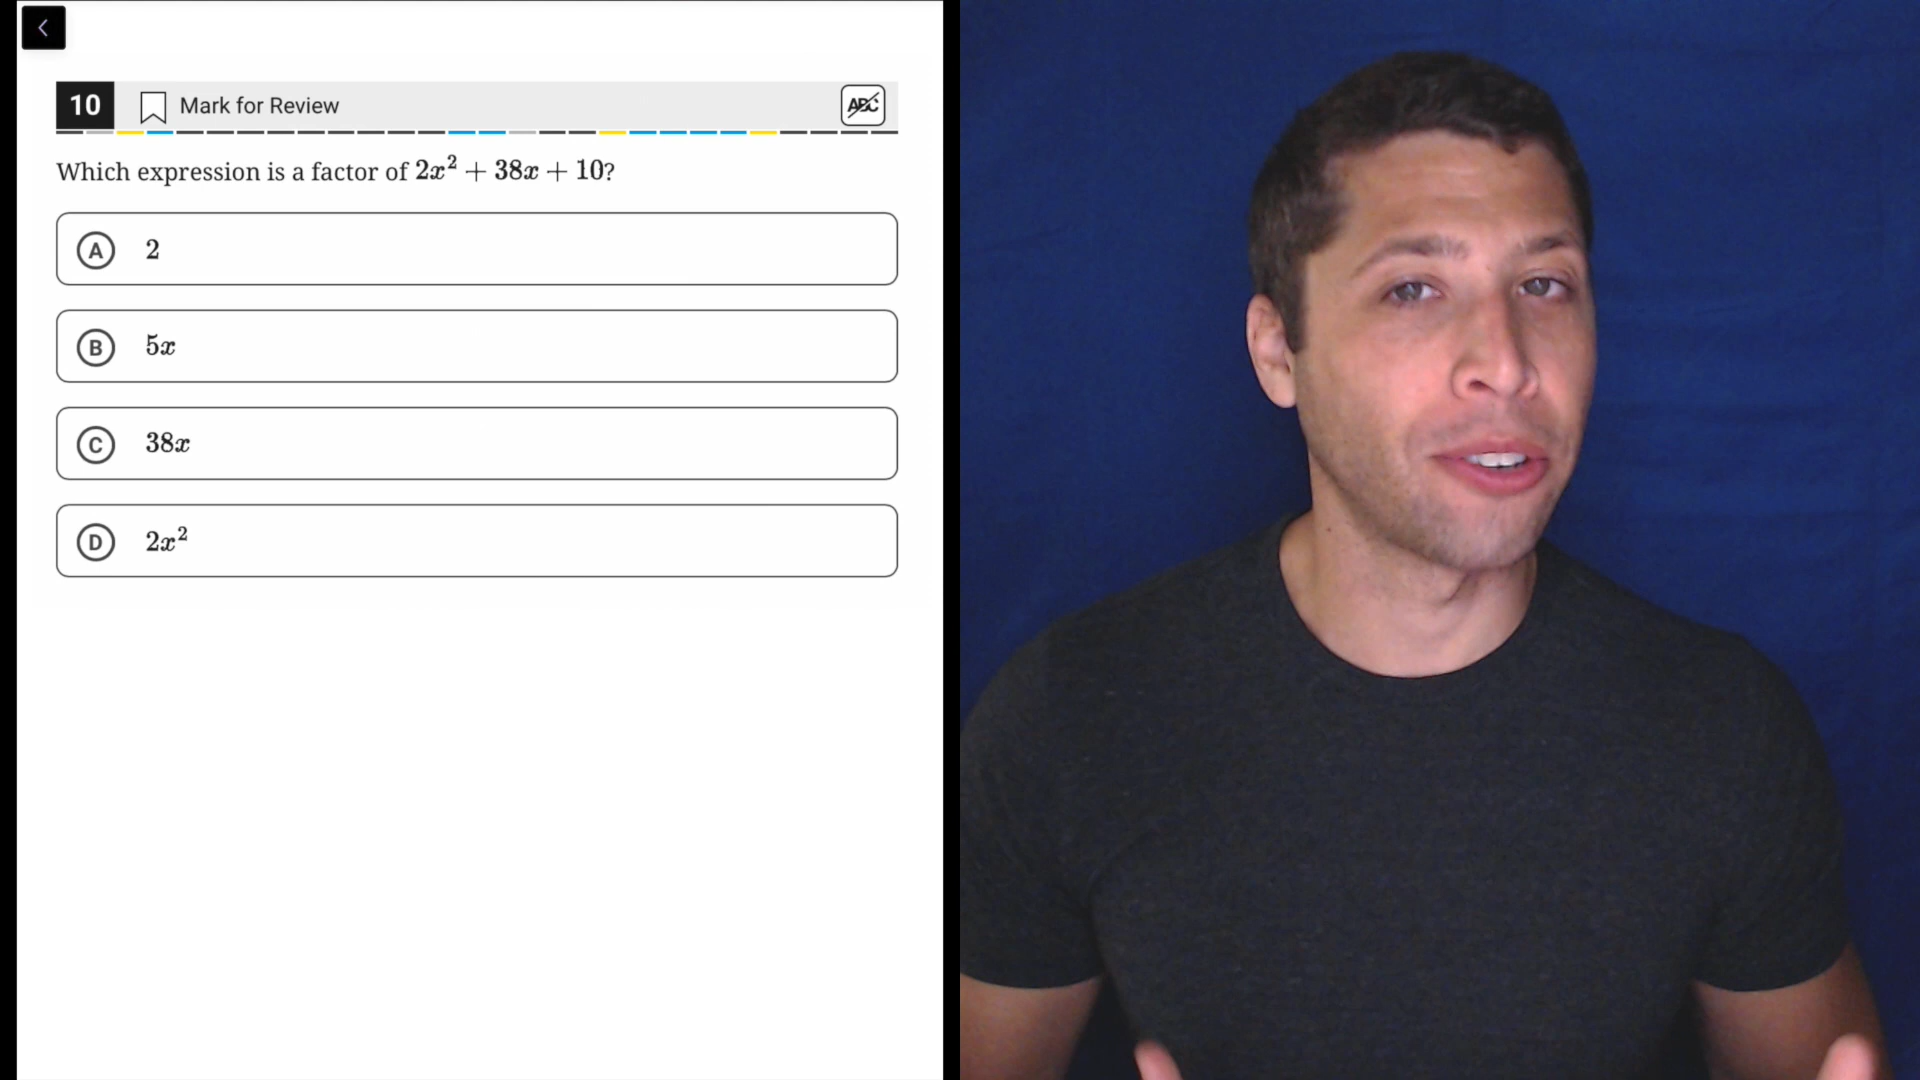 10 Mark for Review ABC
Which expression is a factor of 2x² + 38x + 10?
A 2
B 5x
C 38x
D 2x²